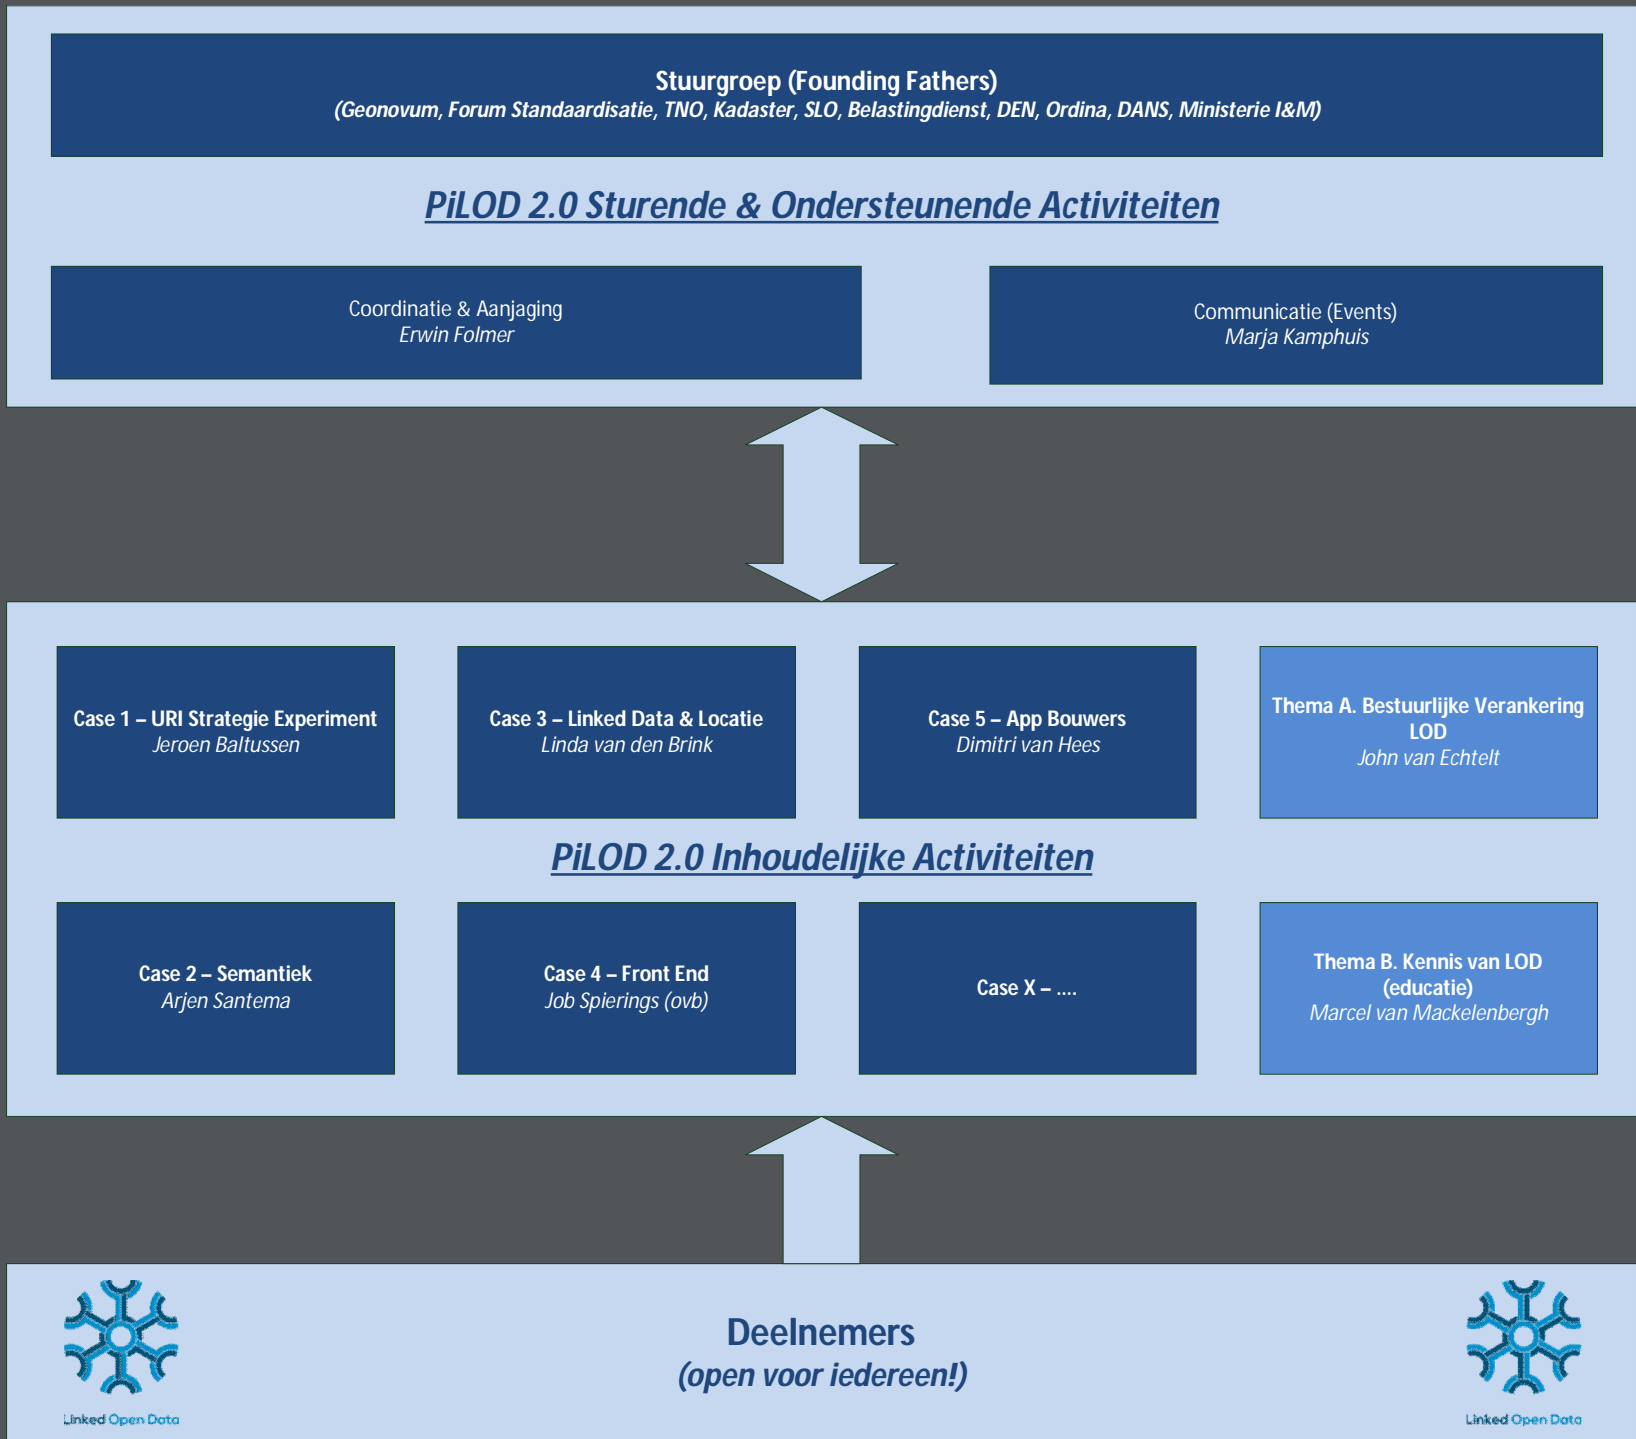 Stuurgroep (Founding Fathers)
(Geonovum, Forum Standaardisatie, TNO, Kadaster, SLO, Belastingdienst, DEN, Ordina, DANS, Ministerie I&M)
PiLOD 2.0 Sturende & Ondersteunende Activiteiten
Coordinatie & Aanjaging
Erwin Folmer
Communicatie (Events)
Marja Kamphuis
Case 1 – URI Strategie Experiment
Jeroen Baltussen
Case 3 – Linked Data & Locatie
Linda van den Brink
Case 5 – App Bouwers
Dimitri van Hees
Thema A. Bestuurlijke Verankering
LOD
John van Echtelt
PiLOD 2.0 Inhoudelijke Activiteiten
Case 2 – Semantiek
Arjen Santema
Case 4 – Front End
Job Spierings (ovb)
Case X – ....
Thema B. Kennis van LOD
(educatie)
Marcel van Mackelenbergh
Deelnemers
(open voor iedereen!)
Linked Open Data
Linked Open Data